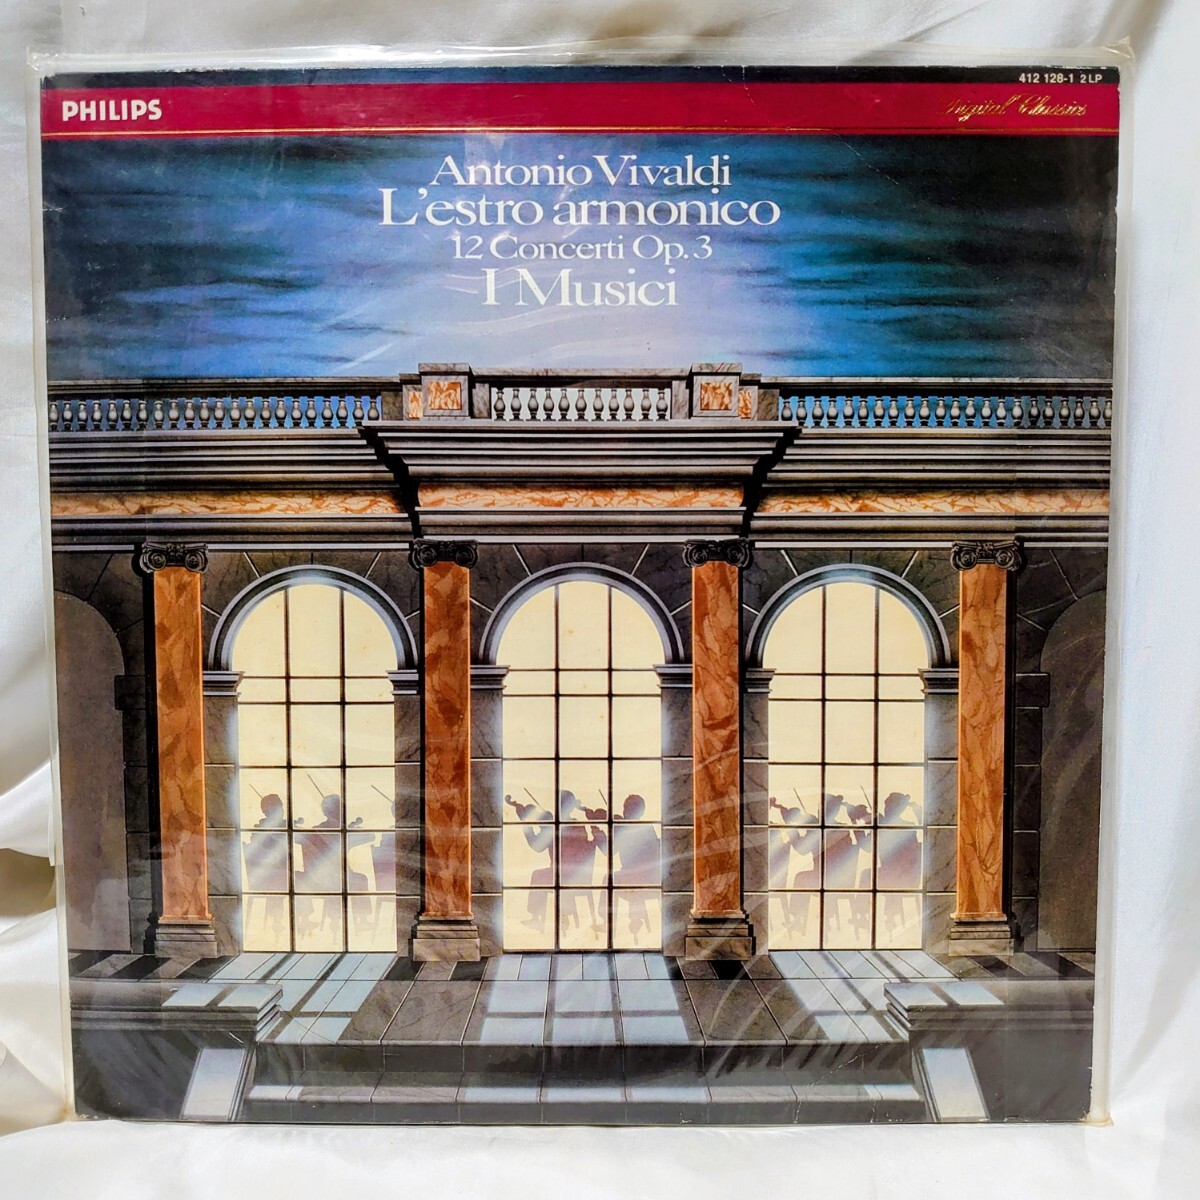 412 128-1 2 LP
PHILIPS
Digital Classics
Antonio Vivaldi
L'estro armonico
12 Concerti Op. 3
I Musici